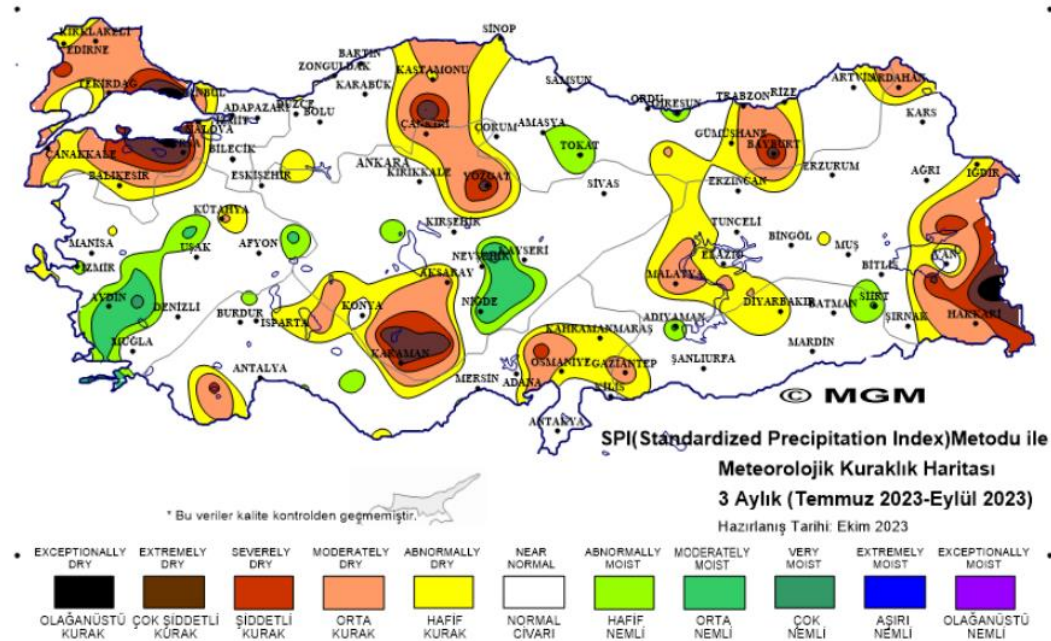 SİNOP
KIRKLARELİ
EDİRNE
BARTIN
ZONGULDAK
KASTAMONU
KARABÜK
SAMSUN
TEKİRDAĞ
ADAPAZARI
DÜZCE
BOLU
ORDU
TRABZON
RİZE
KARS
ÇORUM
AMASYA
GÜMÜŞHANE
BAYBURT
TOKAT
ÇANAKKALE
BİLECİK
ANKARA
KIRIKKALE
YOZGAT
SİVAS
ERZİNCAN
ERZURUM
AĞRI
IĞDIR
BALIKESİR
ESKİŞEHİR
KÜTAHYA
KIRŞEHİR
TUNCELİ
BİNGÖL
MUŞ
MANİSA
UŞAK
AFYON
NEVŞEHİR
KAYSERİ
ELAZIĞ
VAN
İZMİR
AKSARAY
MALATYA
AYDIN
DENİZLİ
KONYA
NİĞDE
DİYARBAKIR
BATMAN
SİİRT
BURDUR
ISPARTA
ADIYAMAN
ŞIRNAK
HAKKARİ
MUĞLA
KARAMAN
KAHRAMANMARAŞ
MARDİN
ANTALYA
MERSİN
ADANA
OSMANİYE
GAZİANTEP
ŞANLIURFA
ANTAKYA
© MGM
SPI(Standardized Precipitation Index)Metodu ile
Meteorolojik Kuraklık Haritası
3 Aylık (Temmuz 2023-Eylül 2023)
Hazırlanış Tarihi: Ekim 2023
* Bu veriler kalite kontrolden geçmemiştir.
EXCEPTIONALLY DRY
EXTREMELY DRY
SEVERELY DRY
MODERATELY DRY
ABNORMALLY DRY
NEAR NORMAL
ABNORMALLY MOIST
MODERATELY MOIST
VERY MOIST
EXTREMELY MOIST
EXCEPTIONALLY MOIST
OLAĞANÜSTÜ KURAK
ÇOK ŞİDDETLİ KURAK
ŞİDDETLİ KURAK
ORTA KURAK
HAFİF KURAK
NORMAL CİVARI
HAFİF NEMLİ
ORTA NEMLİ
ÇOK NEMLİ
AŞIRI NEMLİ
OLAĞANÜSTÜ NEMLİ